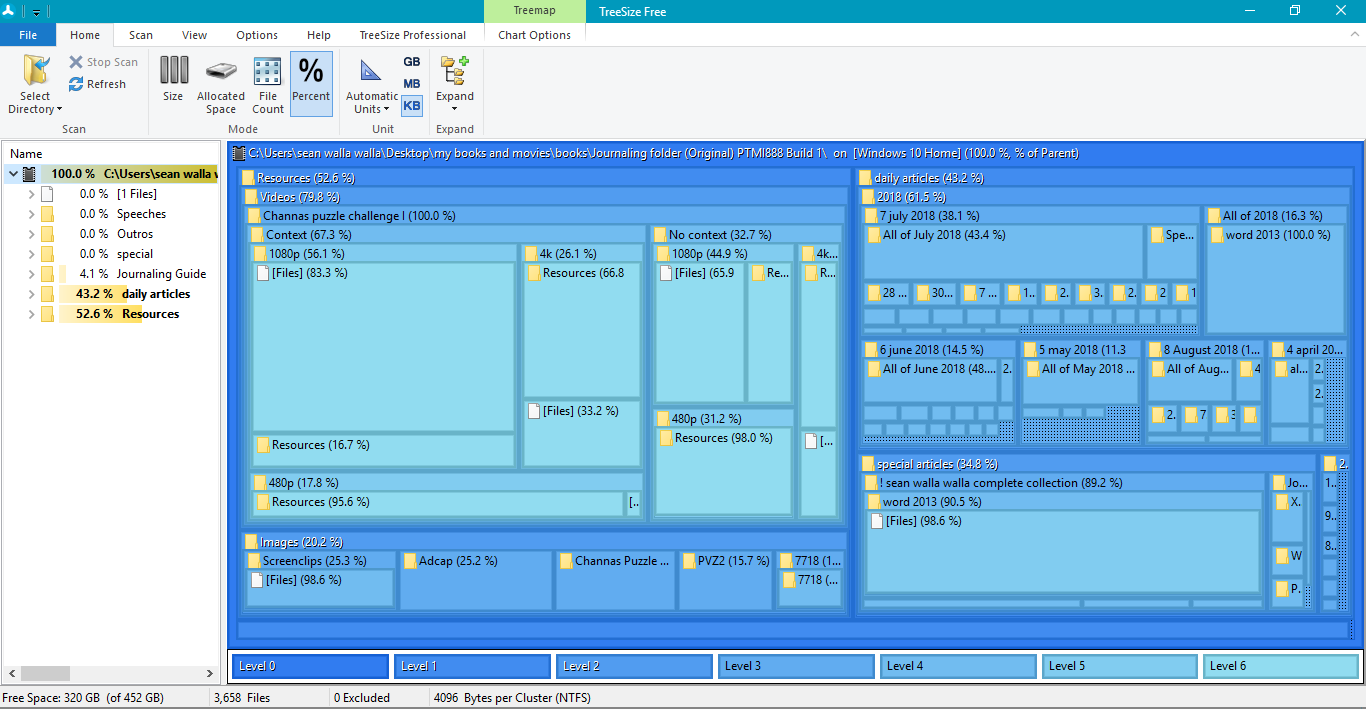 Treemap
TreeSize Free
File
Home
Scan
View
Options
Help
TreeSize Professional
Chart Options
Select Directory
Stop Scan
Refresh
Scan
Size
Allocated Space
File Count
Percent
Mode
Automatic Units
GB
MB
KB
Unit
Expand
Expand
Name
100.0 % C:\Users\sean walla
0.0 % [1 Files]
0.0 % Speeches
0.0 % Outros
0.0 % special
4.1 % Journaling Guide
43.2 % daily articles
52.6 % Resources
C:\Users\sean walla walla\Desktop\my books and movies\books\Journaling folder (Original) PTMI888 Build 1\ on [Windows 10 Home] (100.0 %, % of Parent)
Resources (52.6 %)
Videos (79.8 %)
Channas puzzle challenge I (100.0 %)
Context (67.3 %)
1080p (56.1 %)
[Files] (83.3 %)
Resources (16.7 %)
4k (26.1 %)
Resources (66.8
[Files] (33.2 %)
480p (17.8 %)
Resources (95.6 %)
[..
No context (32.7 %)
1080p (44.9 %)
[Files] (65.9
Re...
4k...
R...
480p (31.2 %)
Resources (98.0 %)
[...
Images (20.2 %)
Screenclips (25.3 %)
[Files] (98.6 %)
Adcap (25.2 %)
Channas Puzzle ...
PVZ2 (15.7 %)
7718 (1...
7718 (...
daily articles (43.2 %)
2018 (61.5 %)
7 july 2018 (38.1 %)
All of July 2018 (43.4 %)
Spe...
28 ...
30...
7 ...
1..
2.
3.
2.
2
1
All of 2018 (16.3 %)
word 2013 (100.0 %)
6 june 2018 (14.5 %)
All of June 2018 (48....
2.
5 may 2018 (11.3
All of May 2018 ...
8 August 2018 (1...
All of Aug...
4
2.
7
3
4 april 20...
al...
2.
2.
special articles (34.8 %)
! sean walla walla complete collection (89.2 %)
word 2013 (90.5 %)
[Files] (98.6 %)
Jo...
X.
W
P.
2.
1..
9..
8..
Level 0
Level 1
Level 2
Level 3
Level 4
Level 5
Level 6
Free Space: 320 GB (of 452 GB)
3,658 Files
0 Excluded
4096 Bytes per Cluster (NTFS)